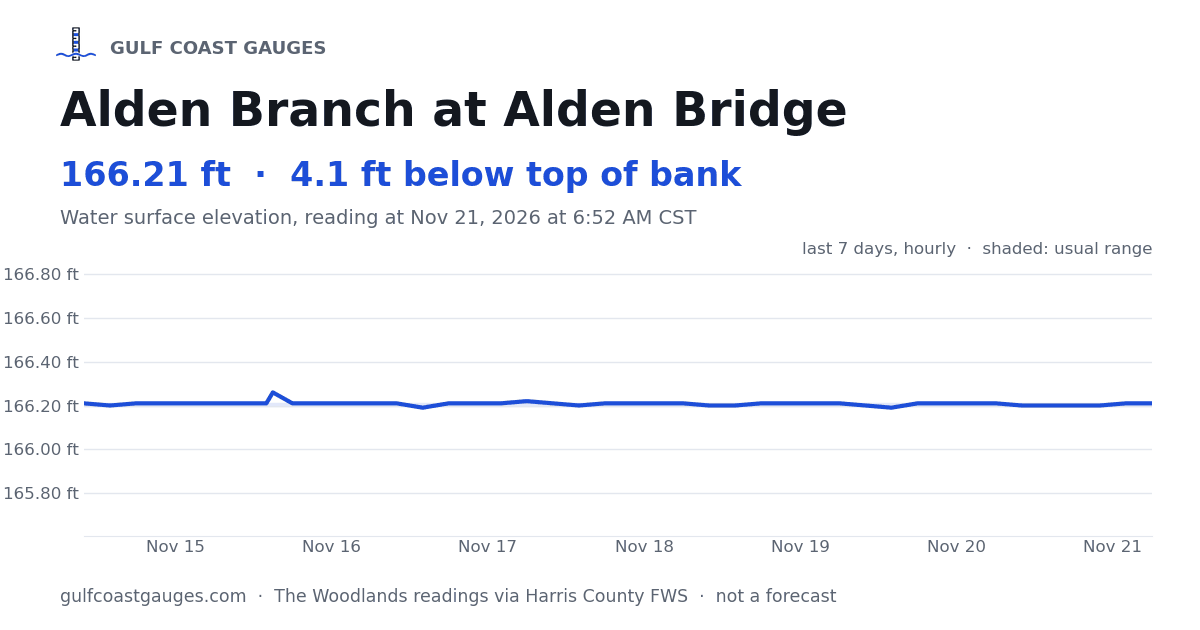 GULF COAST GAUGES
Alden Branch at Alden Bridge
166.21 ft · 4.1 ft below top of bank
Water surface elevation, reading at Nov 21, 2026 at 6:52 AM CST
last 7 days, hourly · shaded: usual range
166.80 ft
166.60 ft
166.40 ft
166.20 ft
166.00 ft
165.80 ft
Nov 15 Nov 16 Nov 17 Nov 18 Nov 19 Nov 20 Nov 21
gulfcoastgauges.com · The Woodlands readings via Harris County FWS · not a forecast